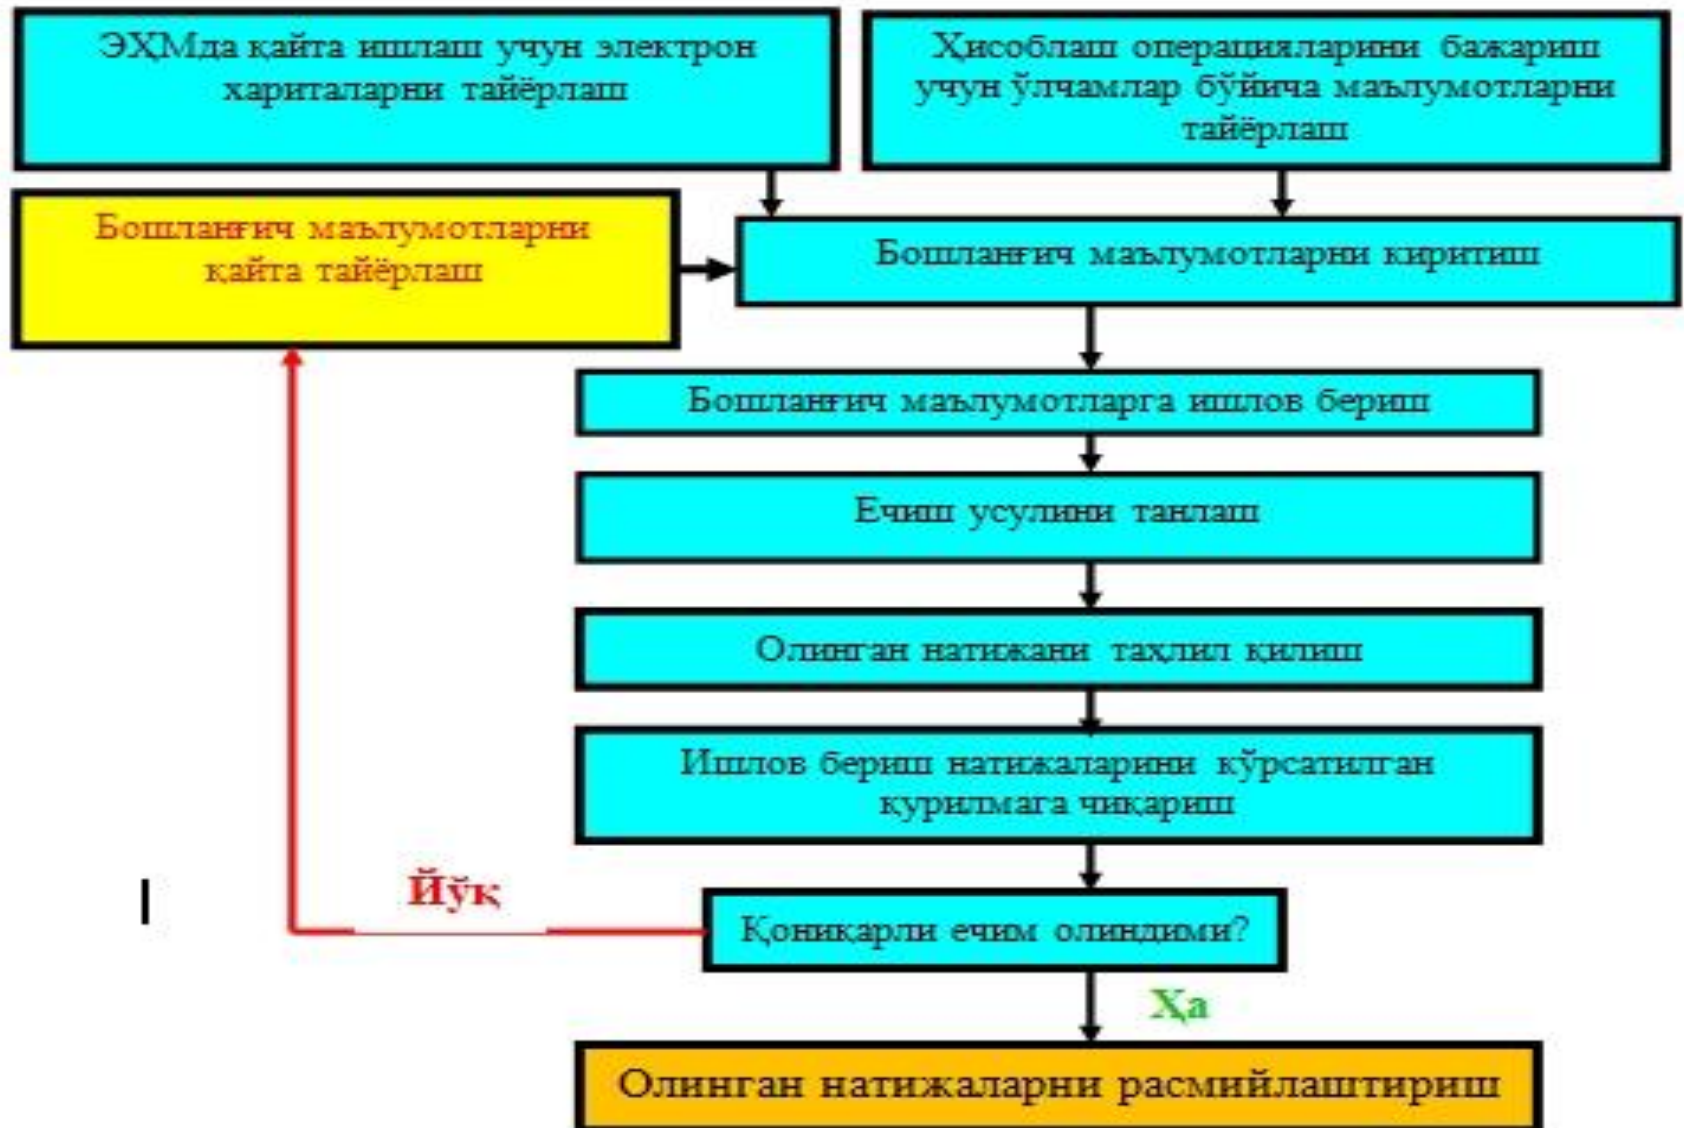 ЭҲМда қайта ишлаш учун электрон
хариталарни тайёрлаш
Ҳисоблаш операцияларини бажариш
учун ўлчамлар бўйича маълумотларни
тайёрлаш
Бошланғич маълумотларни
қайта тайёрлаш
Бошланғич маълумотларни киритиш
Бошланғич маълумотларга ишлов бериш
Ечиш усулини танлаш
Олинган натижани таҳлил қилиш
Ишлов бериш натижаларини кўрсатилган
қурилмага чиқариш
Йўқ
Қониқарли ечим олиндими?
Ҳа
Олинган натижаларни расмийлаштириш